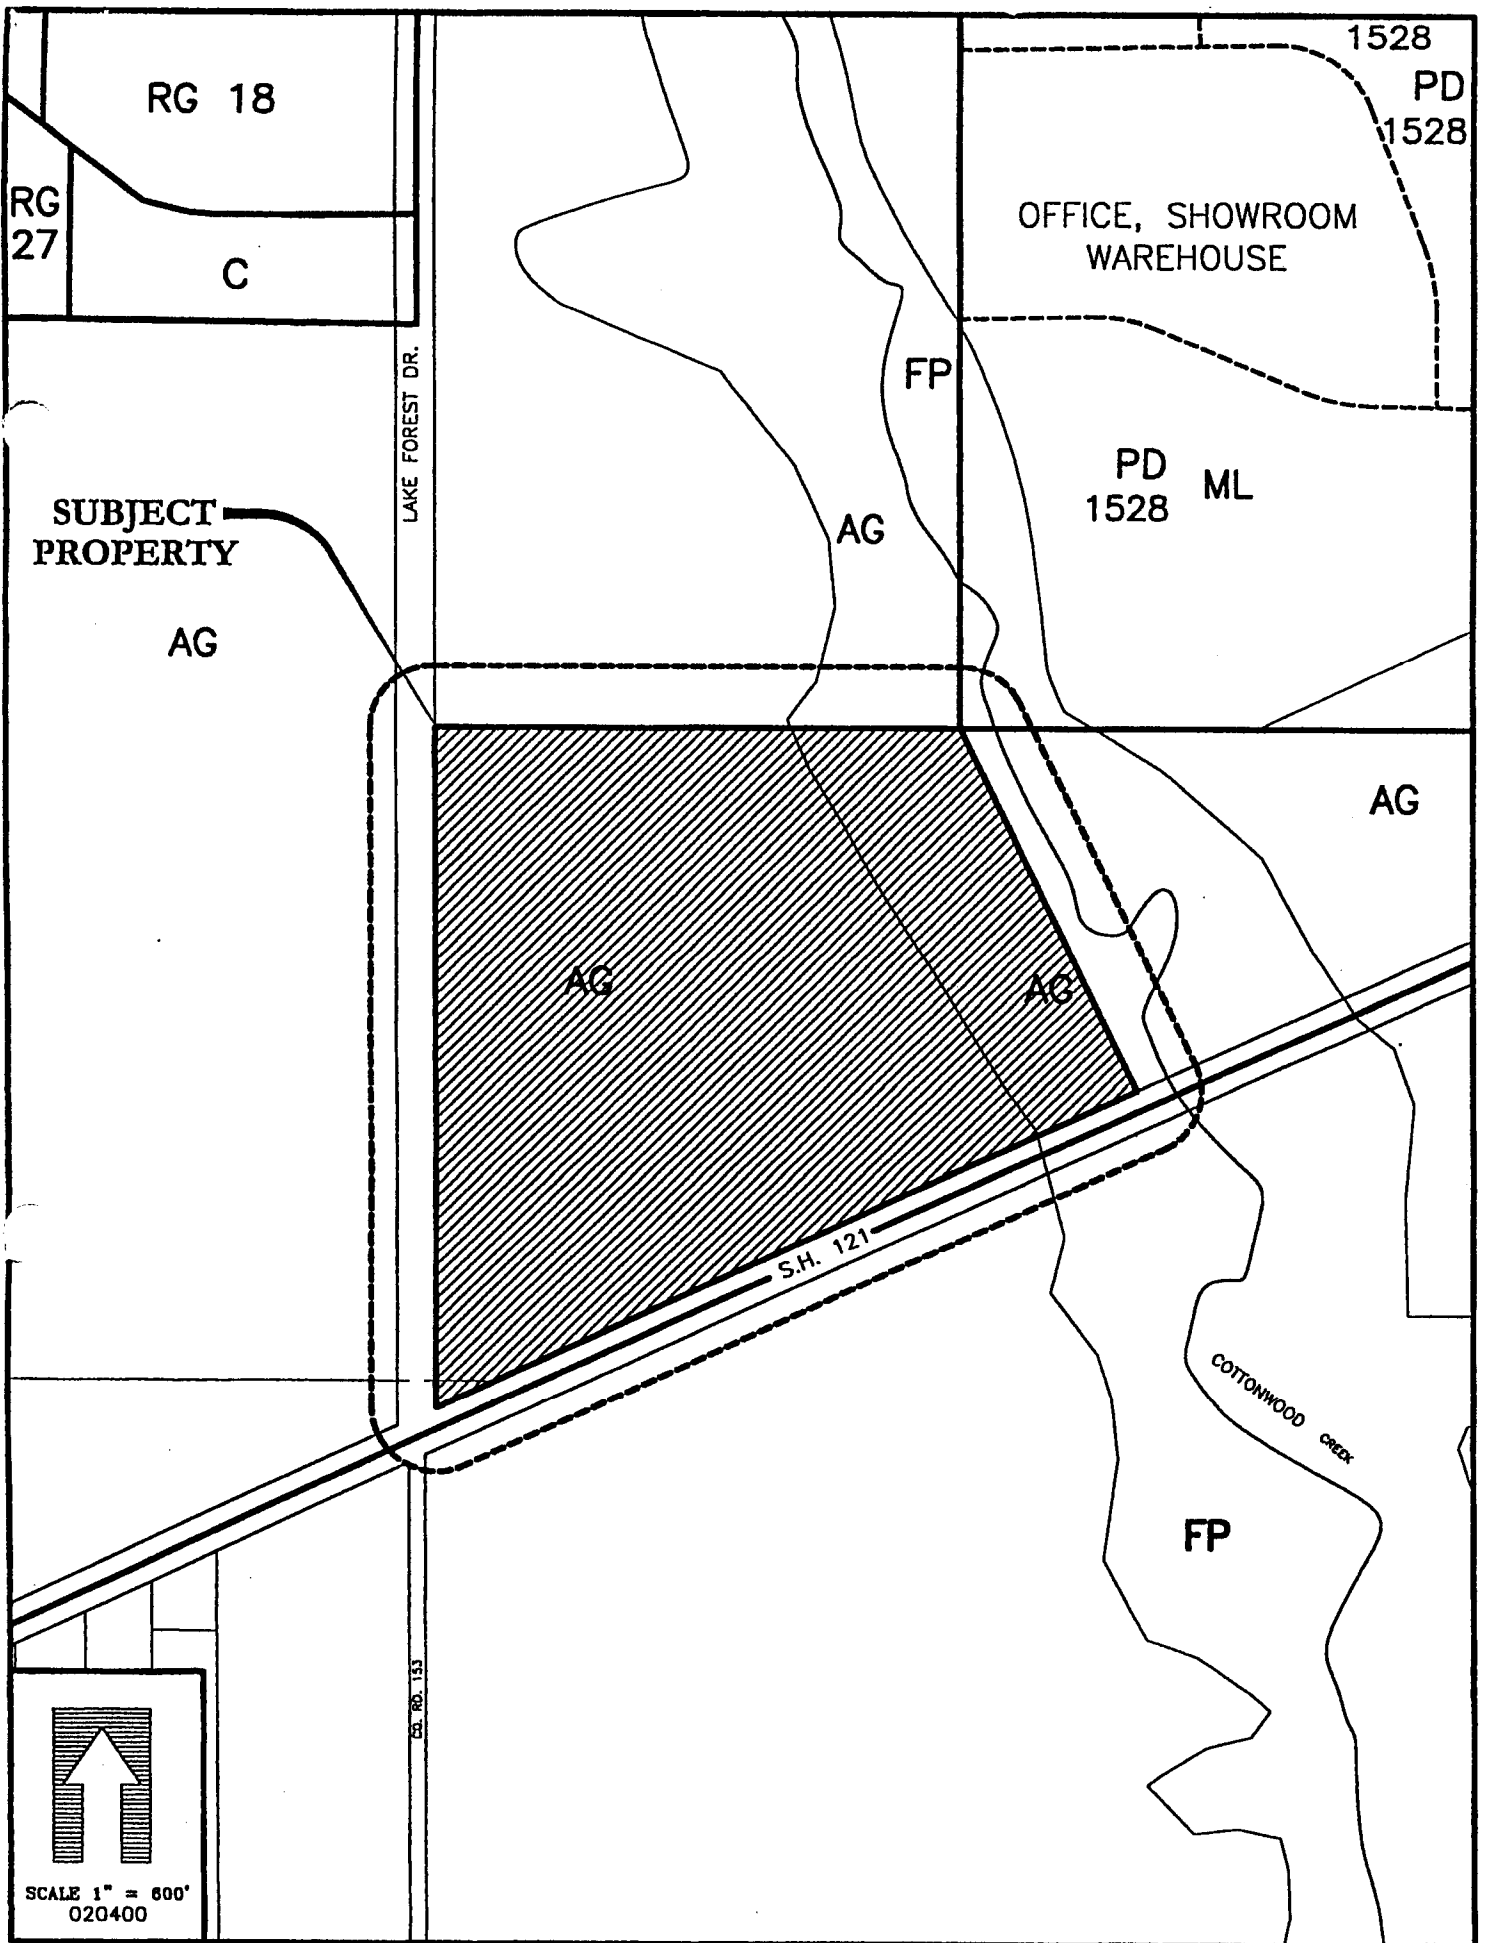 1528
RG 18
PD
1528
RG
27
OFFICE, SHOWROOM
WAREHOUSE
C
LAKE FOREST DR.
FP
PD
1528
ML
SUBJECT
PROPERTY
AG
AG
AG
AG
AG
S.H. 121
COTTONWOOD CREEK
FP
CO. RD. 153
SCALE 1" = 600'
020400